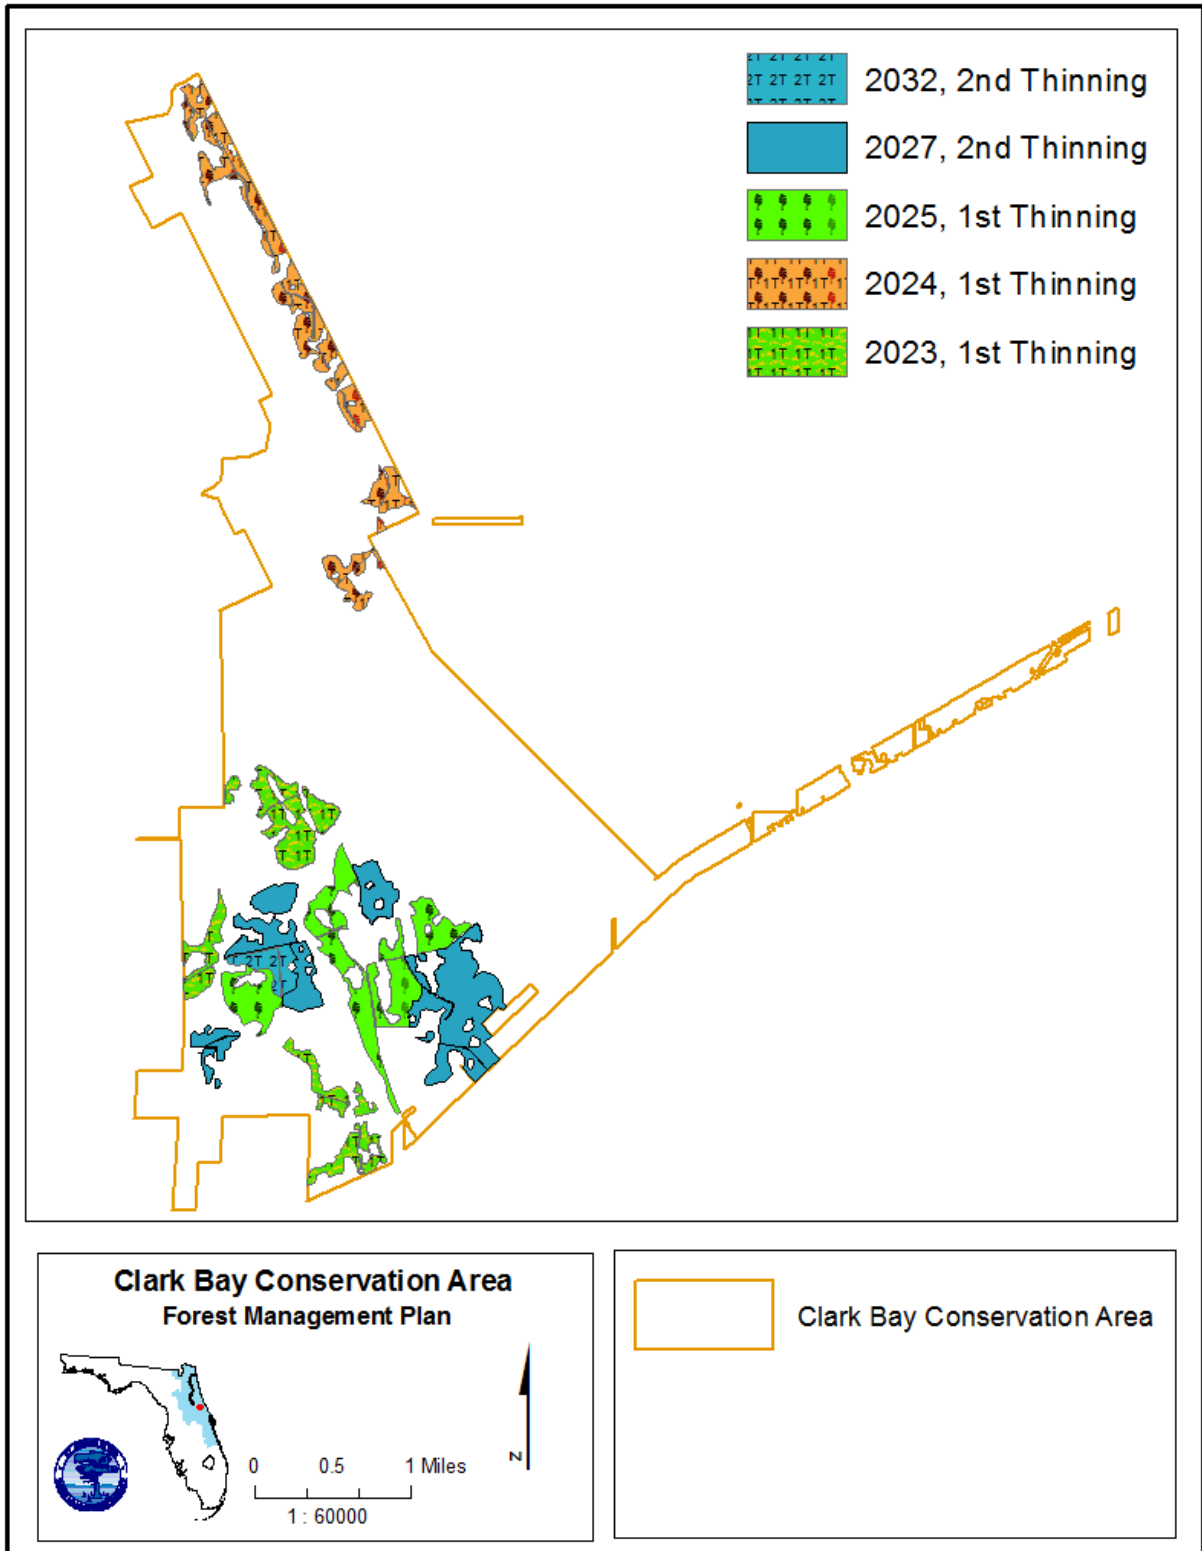 2032, 2nd Thinning
2027, 2nd Thinning
2025, 1st Thinning
2024, 1st Thinning
2023, 1st Thinning
Clark Bay Conservation Area
Forest Management Plan
0 0.5 1 Miles
1 : 60000
N
Clark Bay Conservation Area